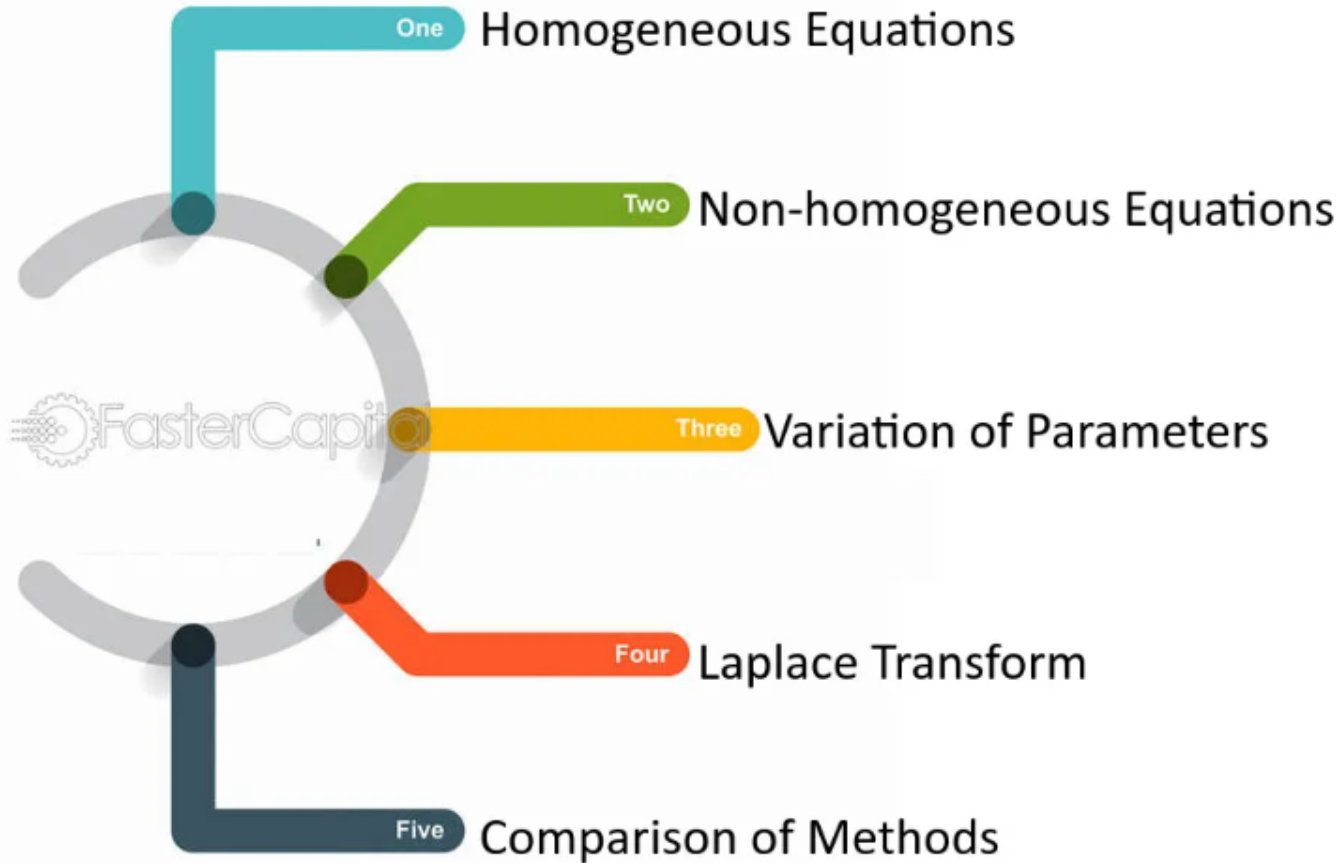 One Homogeneous Equations
Two Non-homogeneous Equations
FasterCapital
Three Variation of Parameters
Four Laplace Transform
Five Comparison of Methods